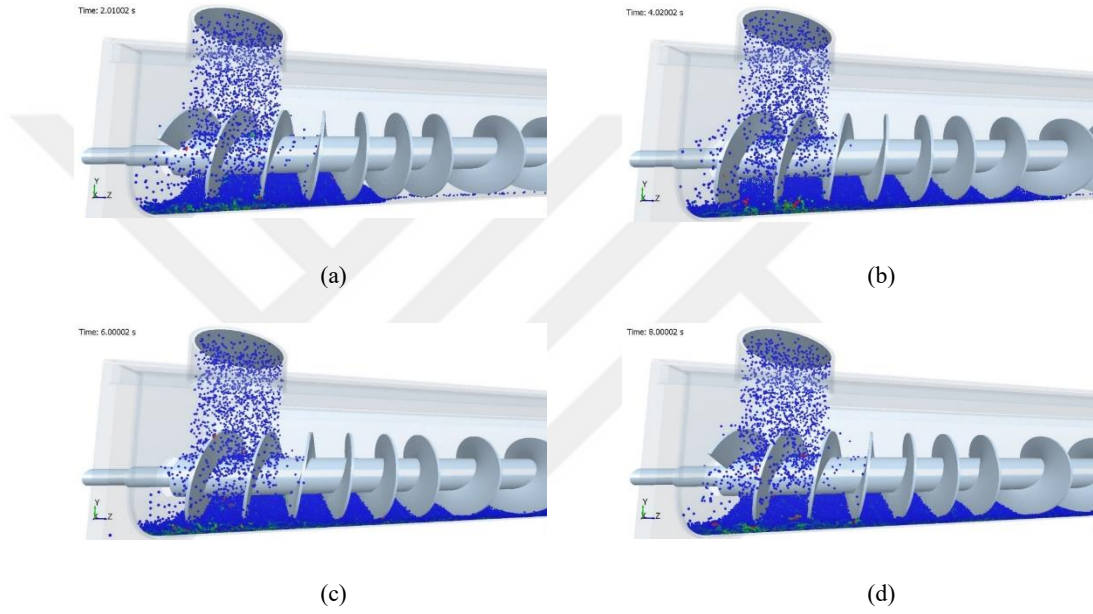 Time: 2.01002 s
Y
Z
(a)
Time: 4.02002 s
Y
Z
(b)
Time: 6.00002 s
Y
Z
(c)
Time: 8.00002 s
Y
Z
(d)